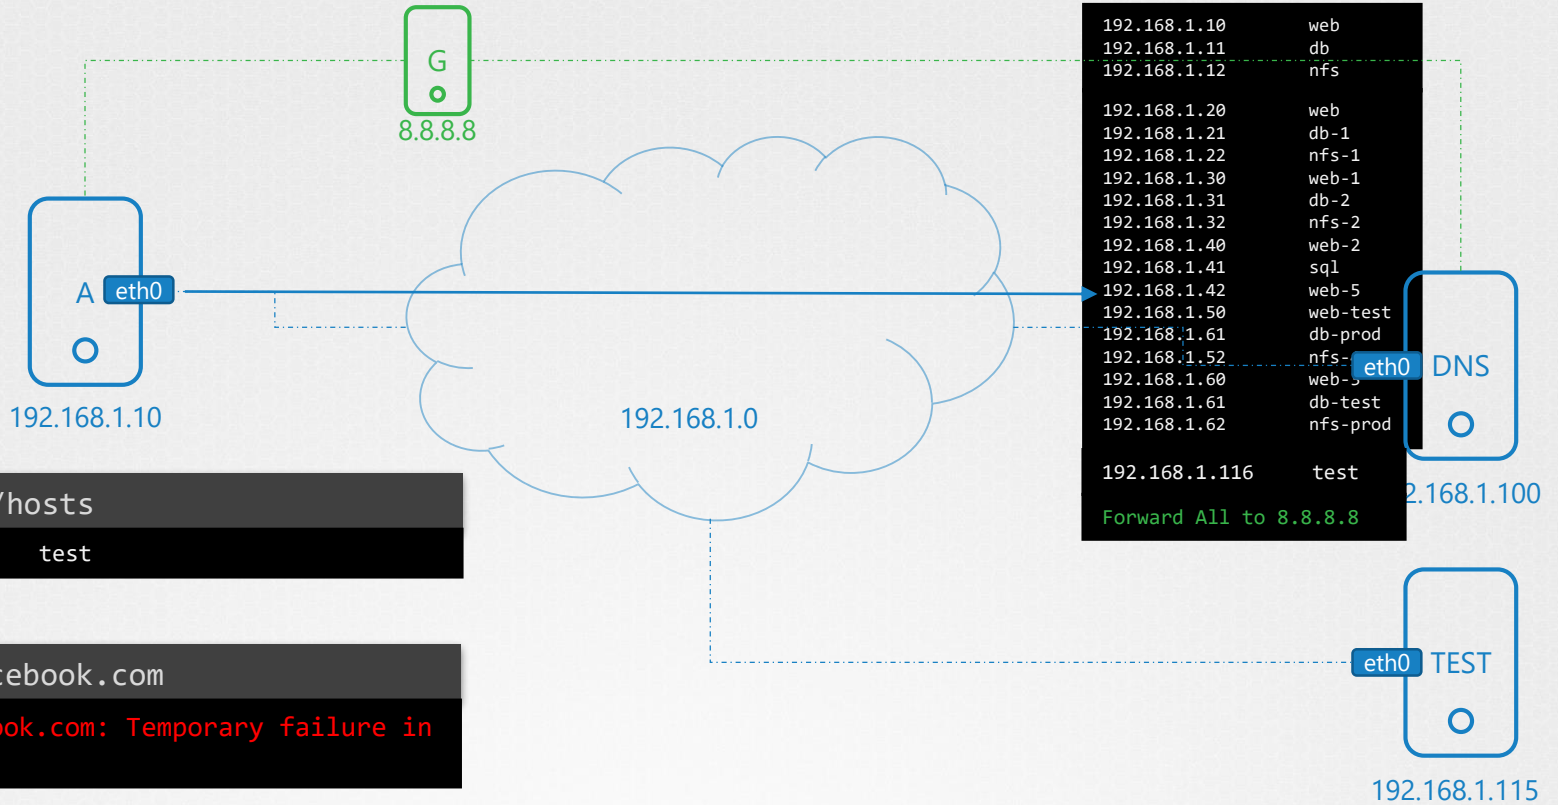 G
8.8.8.8
A
eth0
192.168.1.10
192.168.1.0
192.168.1.10 web
192.168.1.11 db
192.168.1.12 nfs
192.168.1.20 web
192.168.1.21 db-1
192.168.1.22 nfs-1
192.168.1.30 web-1
192.168.1.31 db-2
192.168.1.32 nfs-2
192.168.1.40 web-2
192.168.1.41 sql
192.168.1.42 web-5
192.168.1.50 web-test
192.168.1.61 db-prod
192.168.1.52 nfs-
192.168.1.60 web-3
192.168.1.61 db-test
192.168.1.62 nfs-prod
192.168.1.116 test
Forward All to 8.8.8.8
eth0
DNS
2.168.1.100
/hosts
test
cebook.com
ook.com: Temporary failure in
eth0
TEST
192.168.1.115